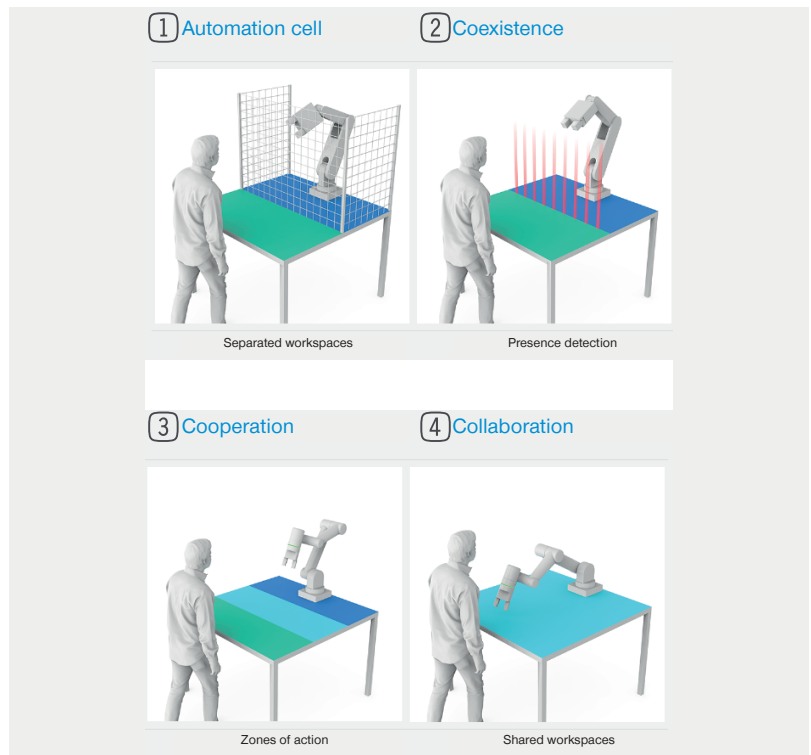 1 Automation cell
2 Coexistence
Separated workspaces
Presence detection
3 Cooperation
4 Collaboration
Zones of action
Shared workspaces